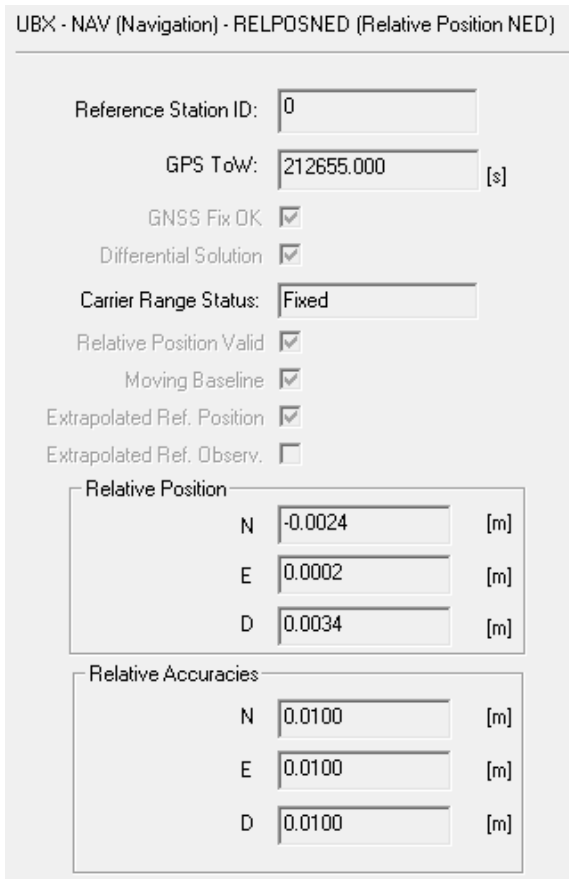 UBX - NAV (Navigation) - RELPOSNED (Relative Position NED)
Reference Station ID: 0
GPS ToW: 212655.000 [s]
GNSS Fix OK
Differential Solution
Carrier Range Status: Fixed
Relative Position Valid
Moving Baseline
Extrapolated Ref. Position
Extrapolated Ref. Observ.
Relative Position
N -0.0024 [m]
E 0.0002 [m]
D 0.0034 [m]
Relative Accuracies
N 0.0100 [m]
E 0.0100 [m]
D 0.0100 [m]